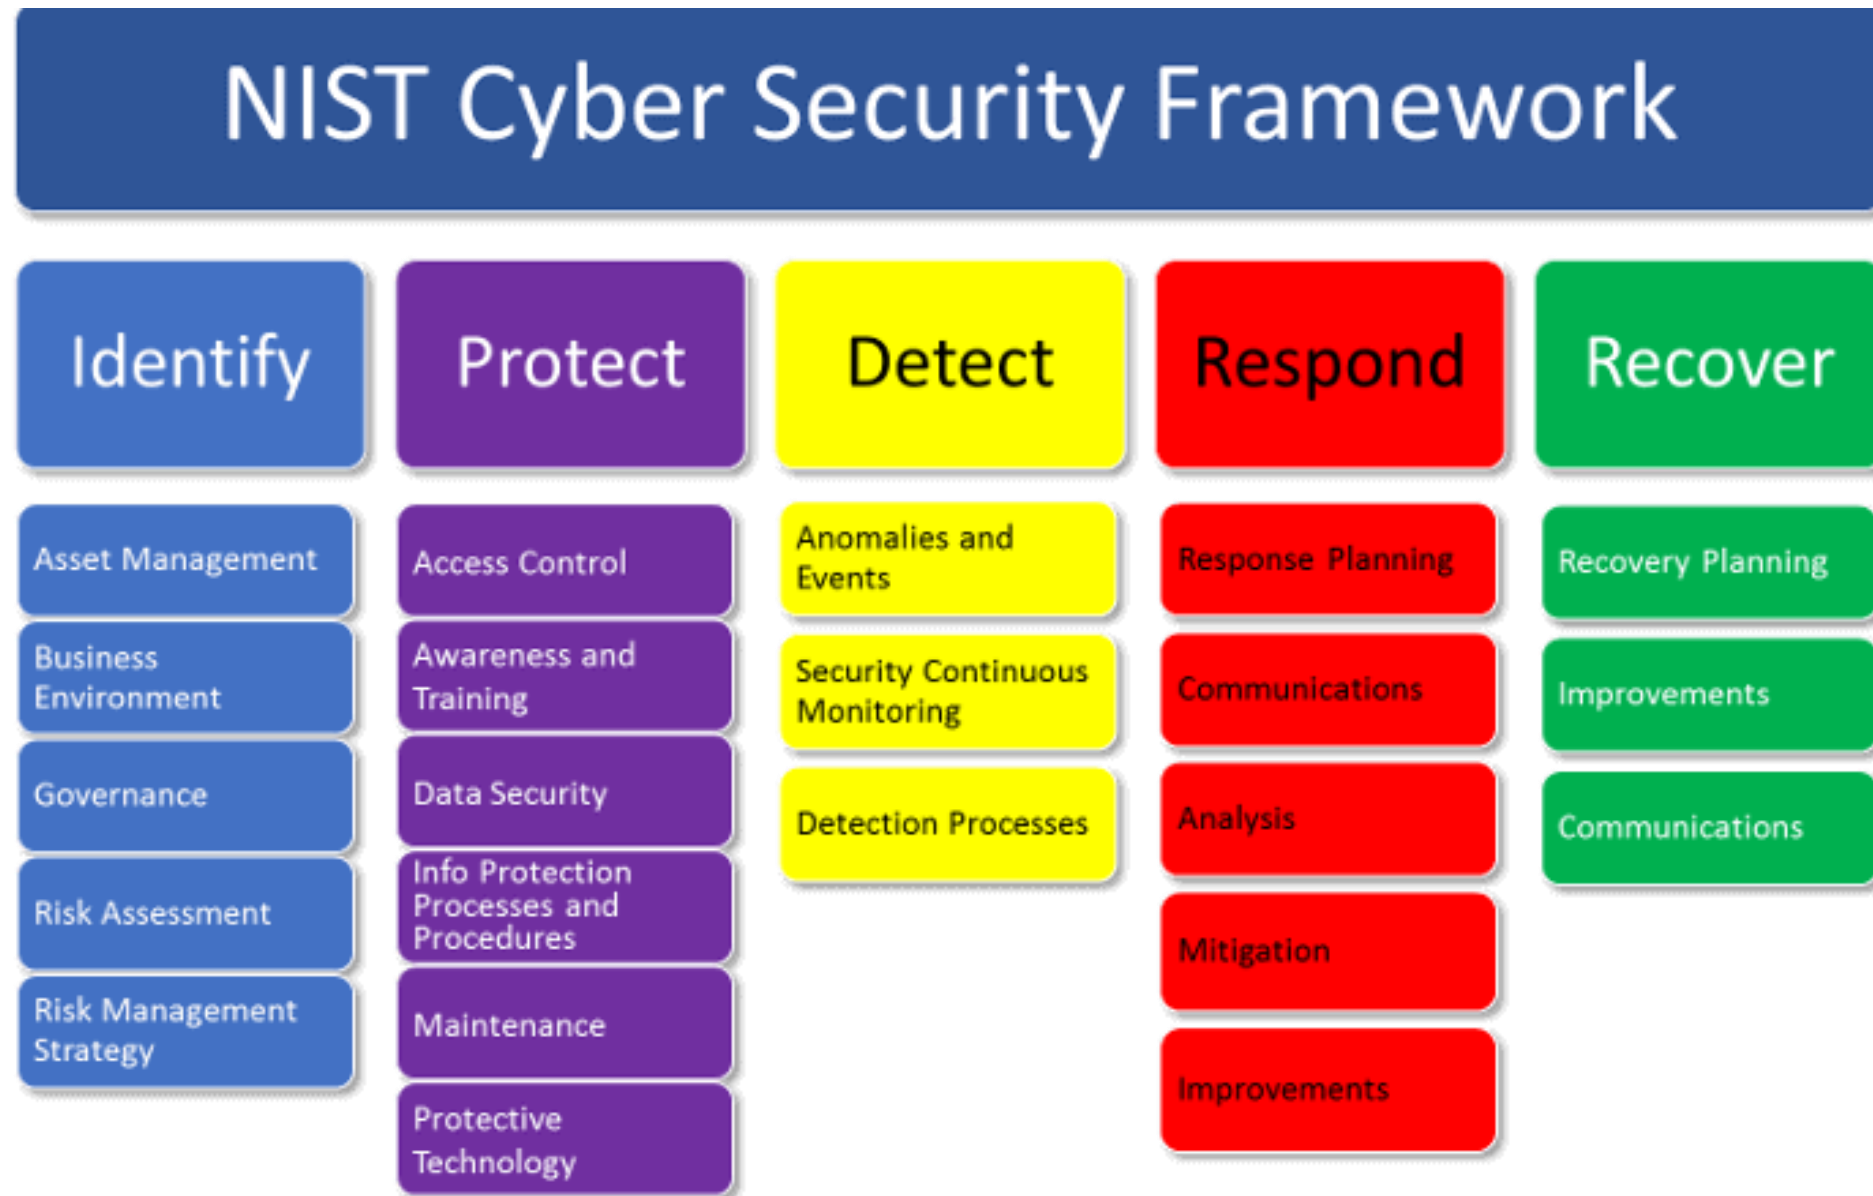 NIST Cyber Security Framework
Identify
Protect
Detect
Respond
Recover
Asset Management
Business
Environment
Governance
Risk Assessment
Risk Management
Strategy
Access Control
Awareness and
Training
Data Security
Info Protection
Processes and
Procedures
Maintenance
Protective
Technology
Anomalies and
Events
Security Continuous
Monitoring
Detection Processes
Response Planning
Communications
Analysis
Mitigation
Improvements
Recovery Planning
Improvements
Communications